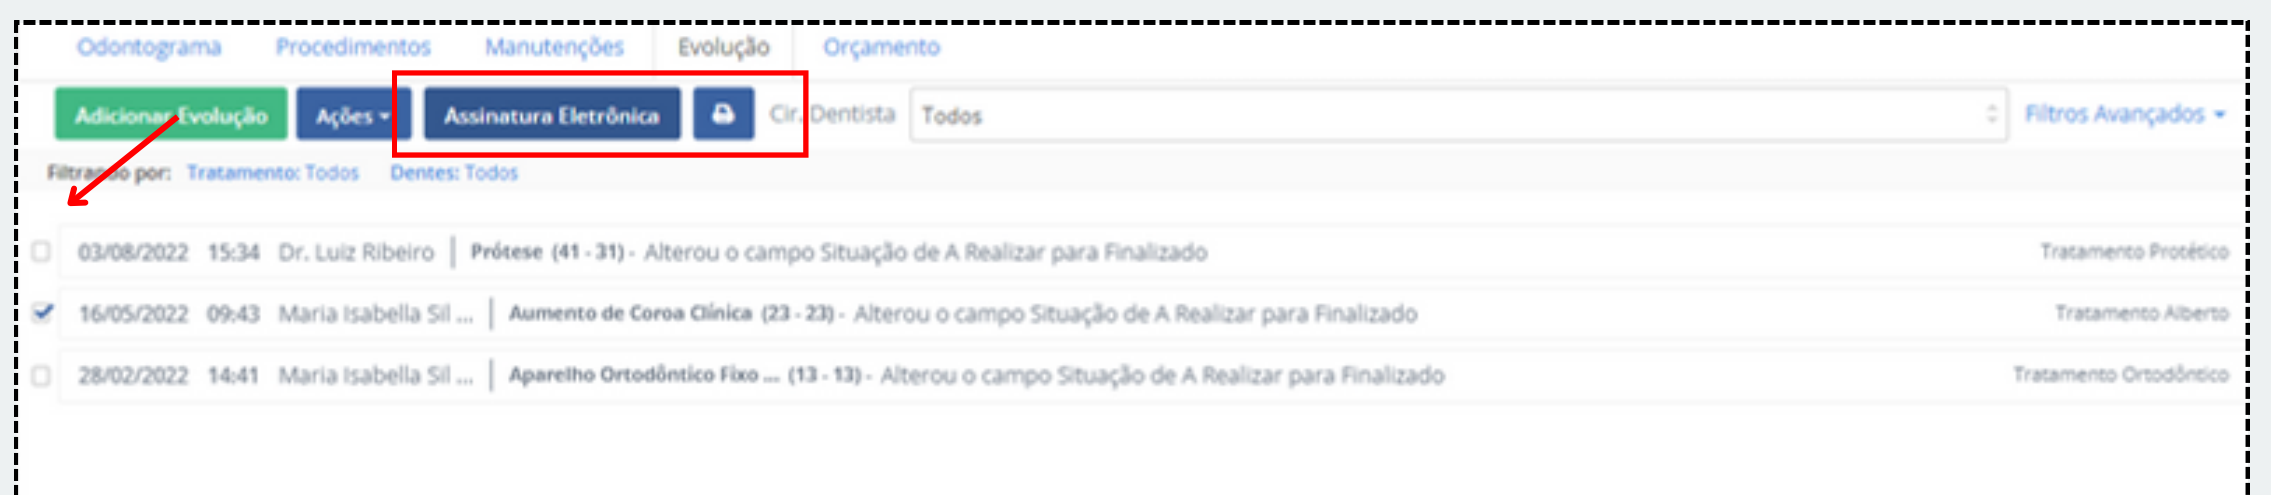 Odontograma Procedimentos Manutenções Evolução Orçamento
Adicionar Evolução Ações Assinatura Eletrônica Cir. Dentista Todos Filtros Avançados
Filtrando por: Tratamento: Todos Dentes: Todos
03/08/2022 15:34 Dr. Luiz Ribeiro Prótese (41 - 31) - Alterou o campo Situação de A Realizar para Finalizado Tratamento Protético
16/05/2022 09:43 Maria Isabella Sil ... Aumento de Coroa Clínica (23 - 23) - Alterou o campo Situação de A Realizar para Finalizado Tratamento Alberto
28/02/2022 14:41 Maria Isabella Sil ... Aparelho Ortodôntico Fixo ... (13 - 13) - Alterou o campo Situação de A Realizar para Finalizado Tratamento Ortodôntico